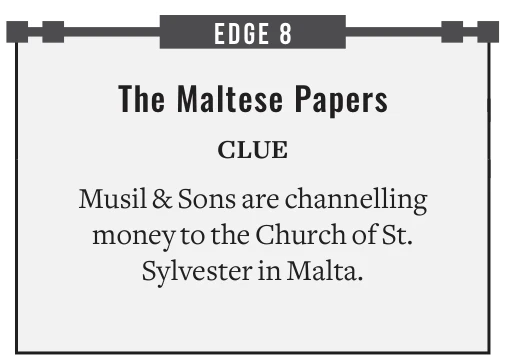 EDGE 8
The Maltese Papers
CLUE
Musil & Sons are channelling
money to the Church of St.
Sylvester in Malta.